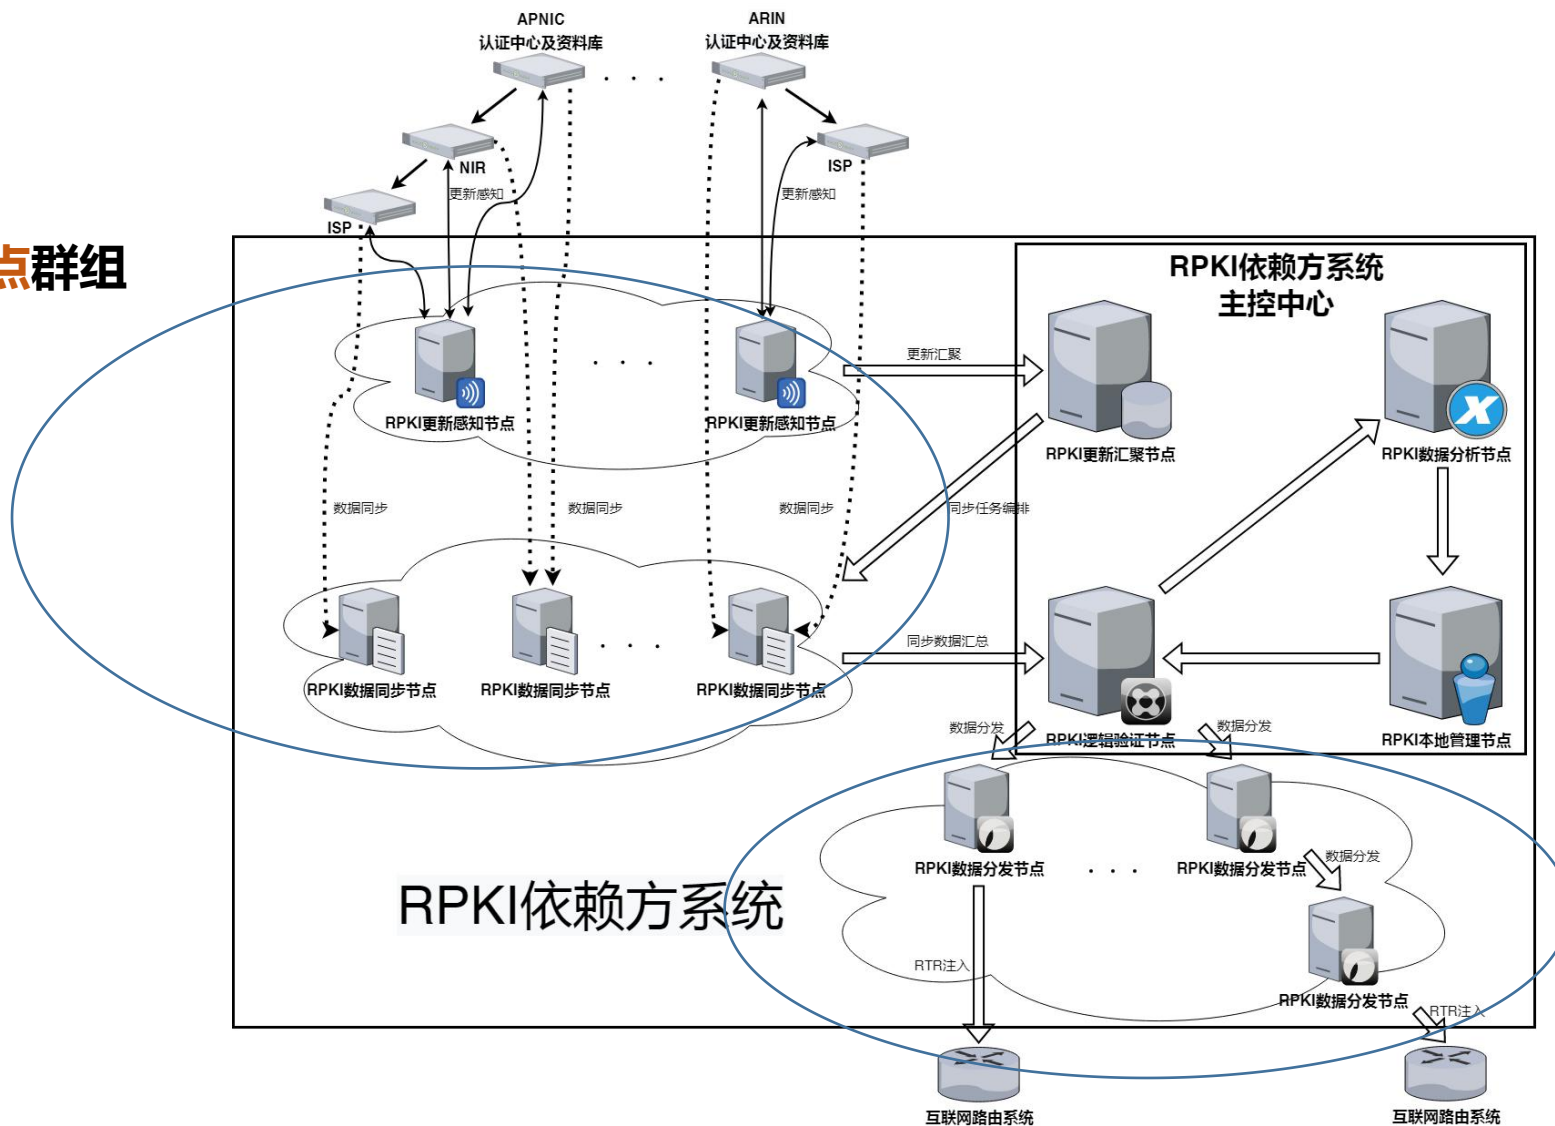 APNIC
认证中心及资料库
ARIN
认证中心及资料库
. . .
NIR
ISP
ISP
更新感知
更新感知
点群组
RPKI依赖方系统
主控中心
. . .
更新汇聚
RPKI更新感知节点
RPKI更新感知节点
RPKI更新汇聚节点
RPKI数据分析节点
数据同步
数据同步
数据同步
同步任务编排
. . .
同步数据汇总
RPKI数据同步节点
RPKI数据同步节点
RPKI数据同步节点
数据分发
数据分发
RPKI逻辑验证节点
RPKI本地管理节点
数据分发
RPKI数据分发节点
. . .
RPKI数据分发节点
RPKI依赖方系统
RTR注入
RPKI数据分发节点
RTR注入
互联网路由系统
互联网路由系统